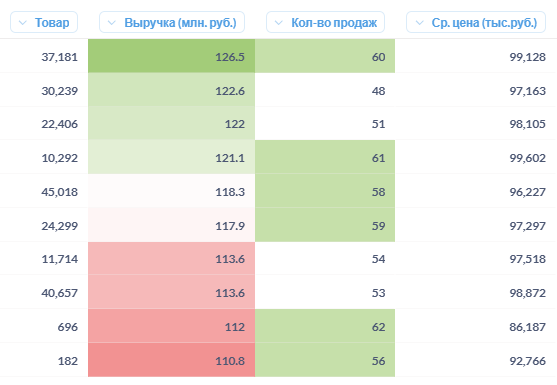 Товар Выручка (млн. руб.) Кол-во продаж Ср. цена (тыс.руб.)
37,181 126.5 60 99,128
30,239 122.6 48 97,163
22,406 122 51 98,105
10,292 121.1 61 99,602
45,018 118.3 58 96,227
24,299 117.9 59 97,297
11,714 113.6 54 97,518
40,657 113.6 53 98,872
696 112 62 86,187
182 110.8 56 92,766